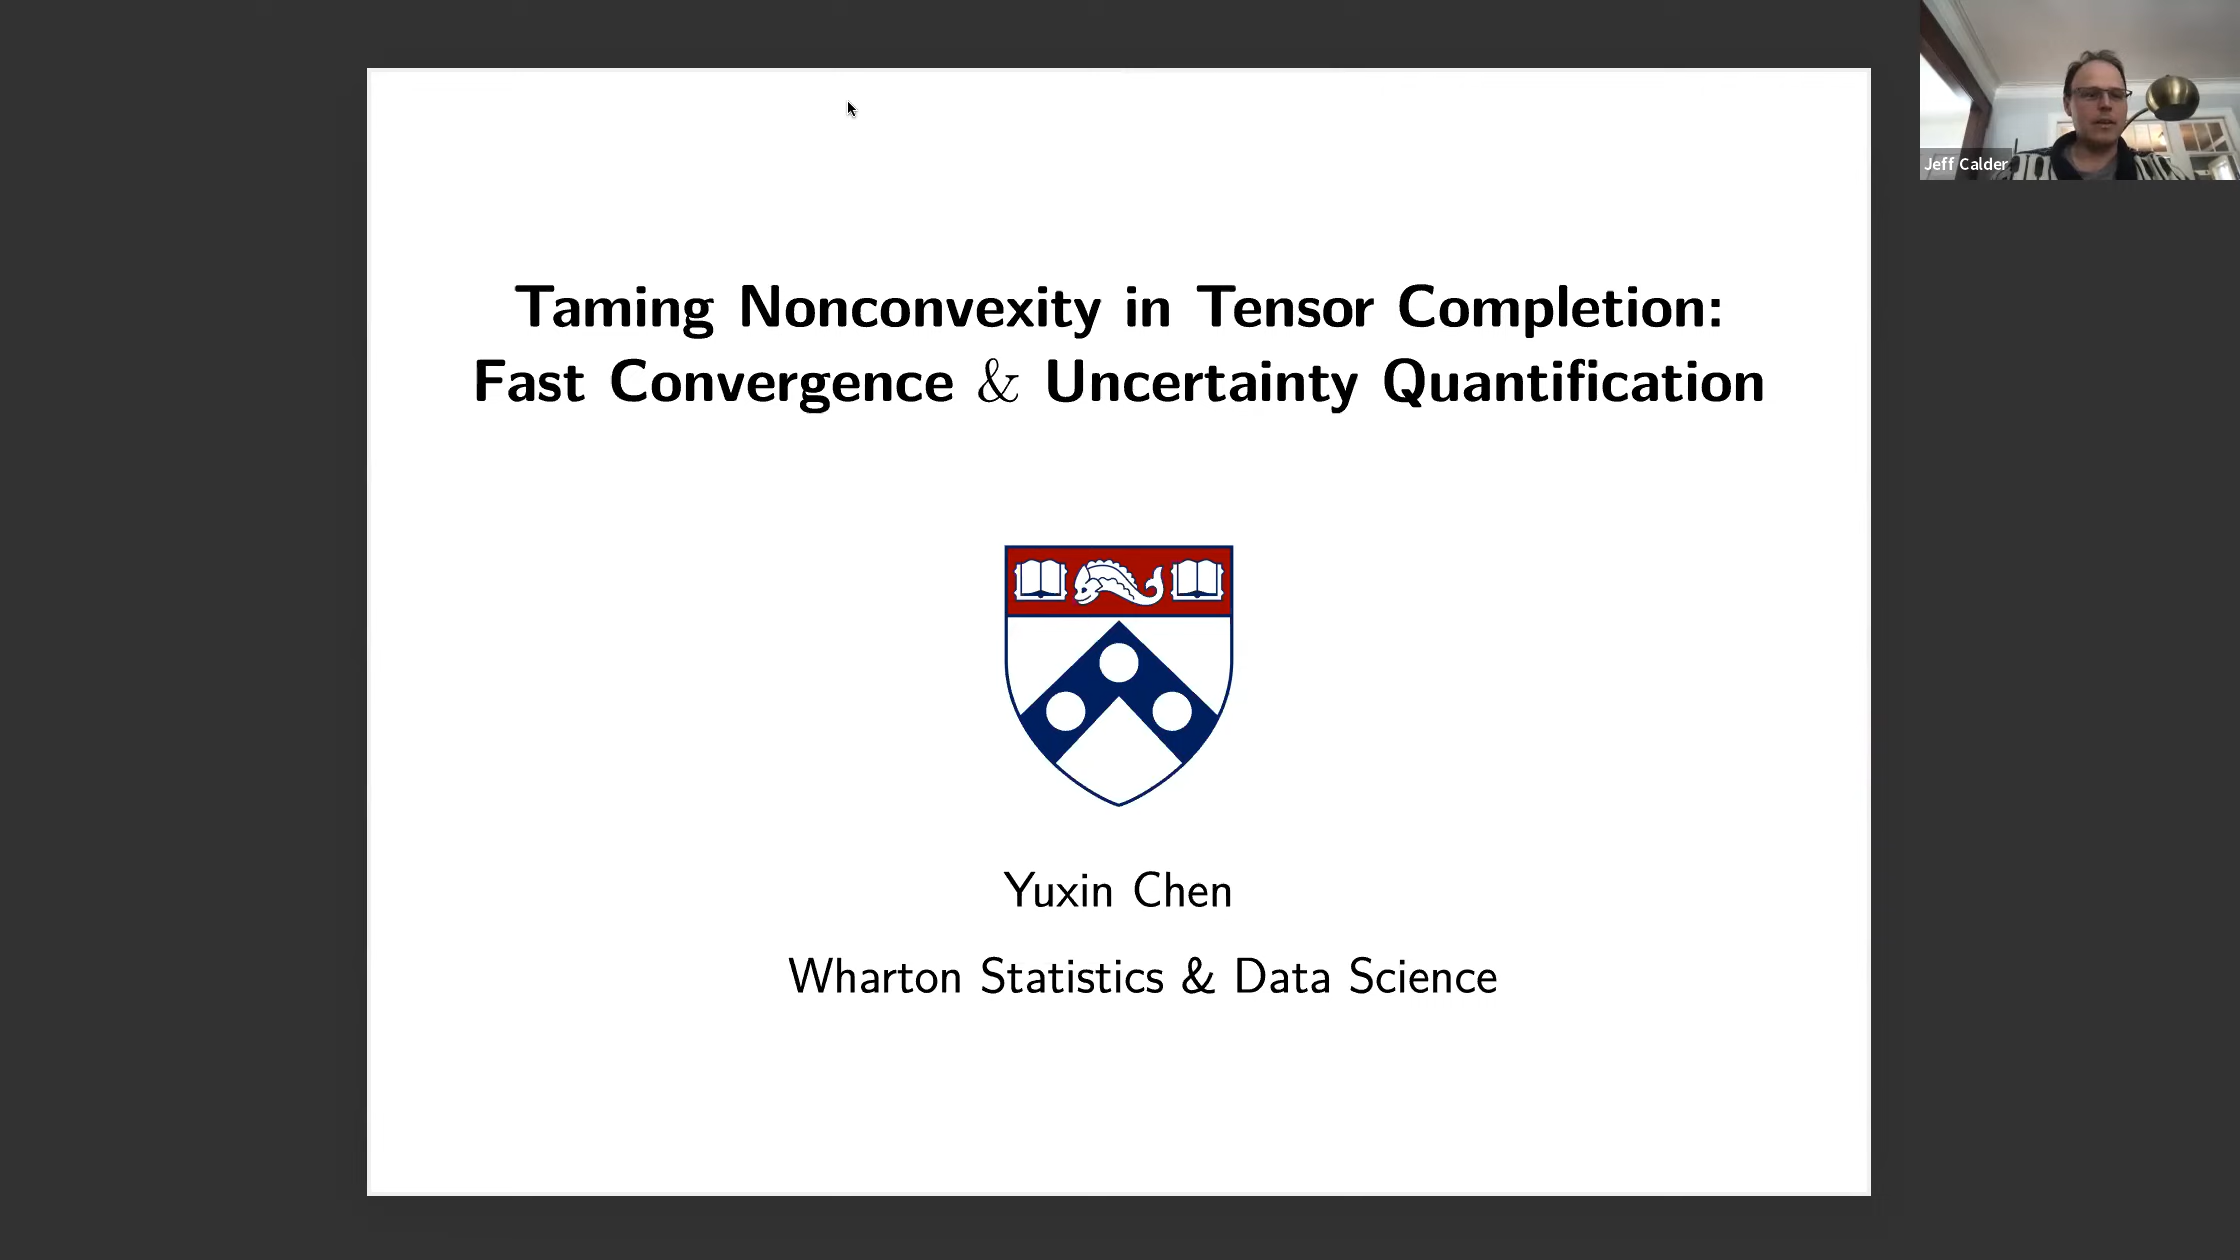 Taming Nonconvexity in Tensor Completion:
Fast Convergence & Uncertainty Quantification
Yuxin Chen
Wharton Statistics & Data Science
Jeff Calder